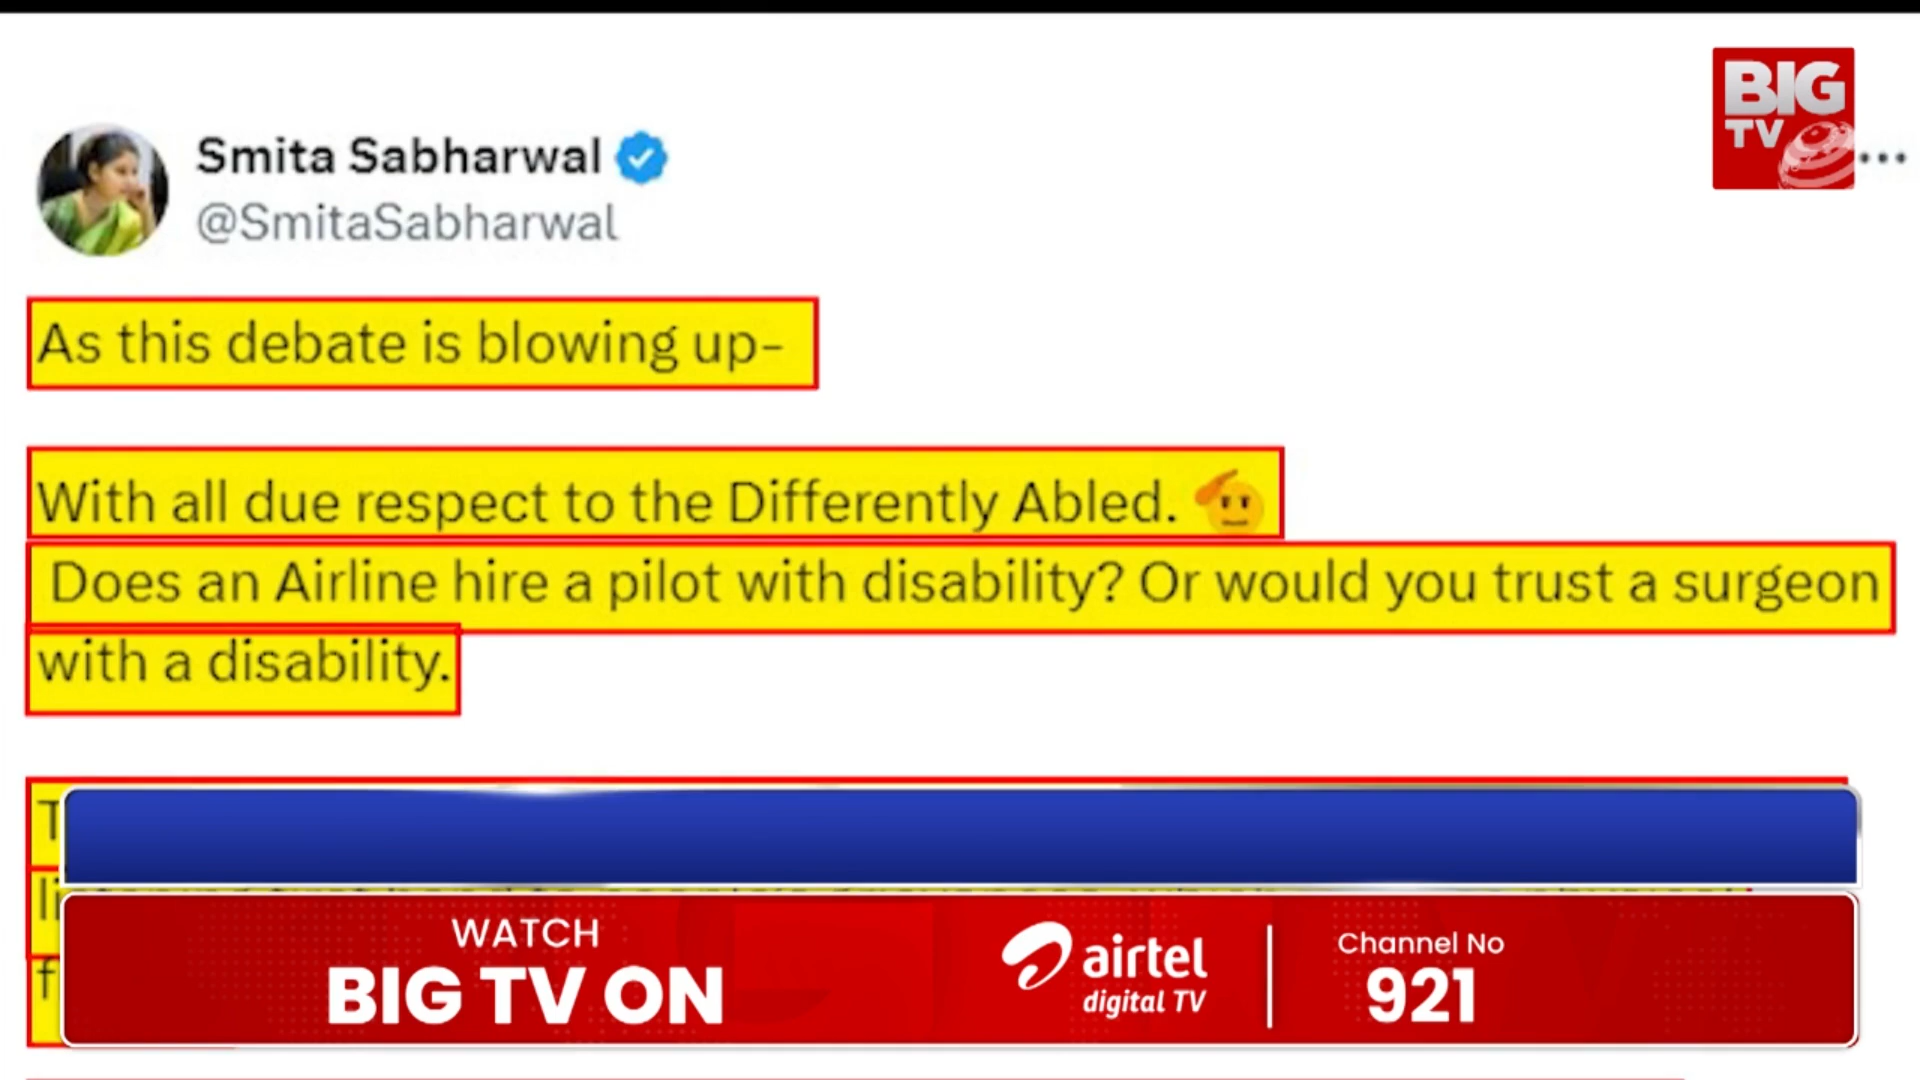 BIG
TV
Smita Sabharwal
@SmitaSabharwal
As this debate is blowing up-
With all due respect to the Differently Abled.
Does an Airline hire a pilot with disability? Or would you trust a surgeon
with a disability.
WATCH
BIG TV ON
airtel
digital TV
Channel No
921